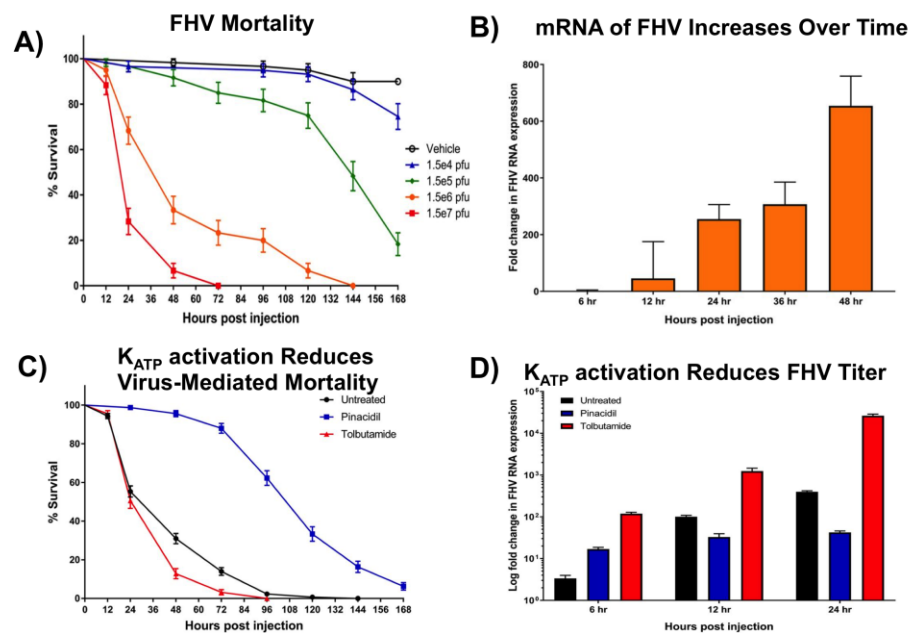 A)
FHV Mortality
100
80
60
40
20
0
% Survival
0 12 24 36 48 60 72 84 96 108 120 132 144 156 168
Hours post injection
Vehicle
1.5e4 pfu
1.5e5 pfu
1.5e6 pfu
1.5e7 pfu
B)
mRNA of FHV Increases Over Time
800
600
400
200
0
Fold change in FHV RNA expression
6 hr 12 hr 24 hr 36 hr 48 hr
Hours post injection
C)
K_ATP activation Reduces
Virus-Mediated Mortality
Untreated
Pinacidil
Tolbutamide
100
80
60
40
20
0
% Survival
0 12 24 36 48 60 72 84 96 108 120 132 144 156 168
Hours post injection
D)
K_ATP activation Reduces FHV Titer
Untreated
Pinacidil
Tolbutamide
10⁵
10⁴
10³
10²
10¹
10⁰
Log fold change in FHV RNA expression
6 hr 12 hr 24 hr
Hours post injection